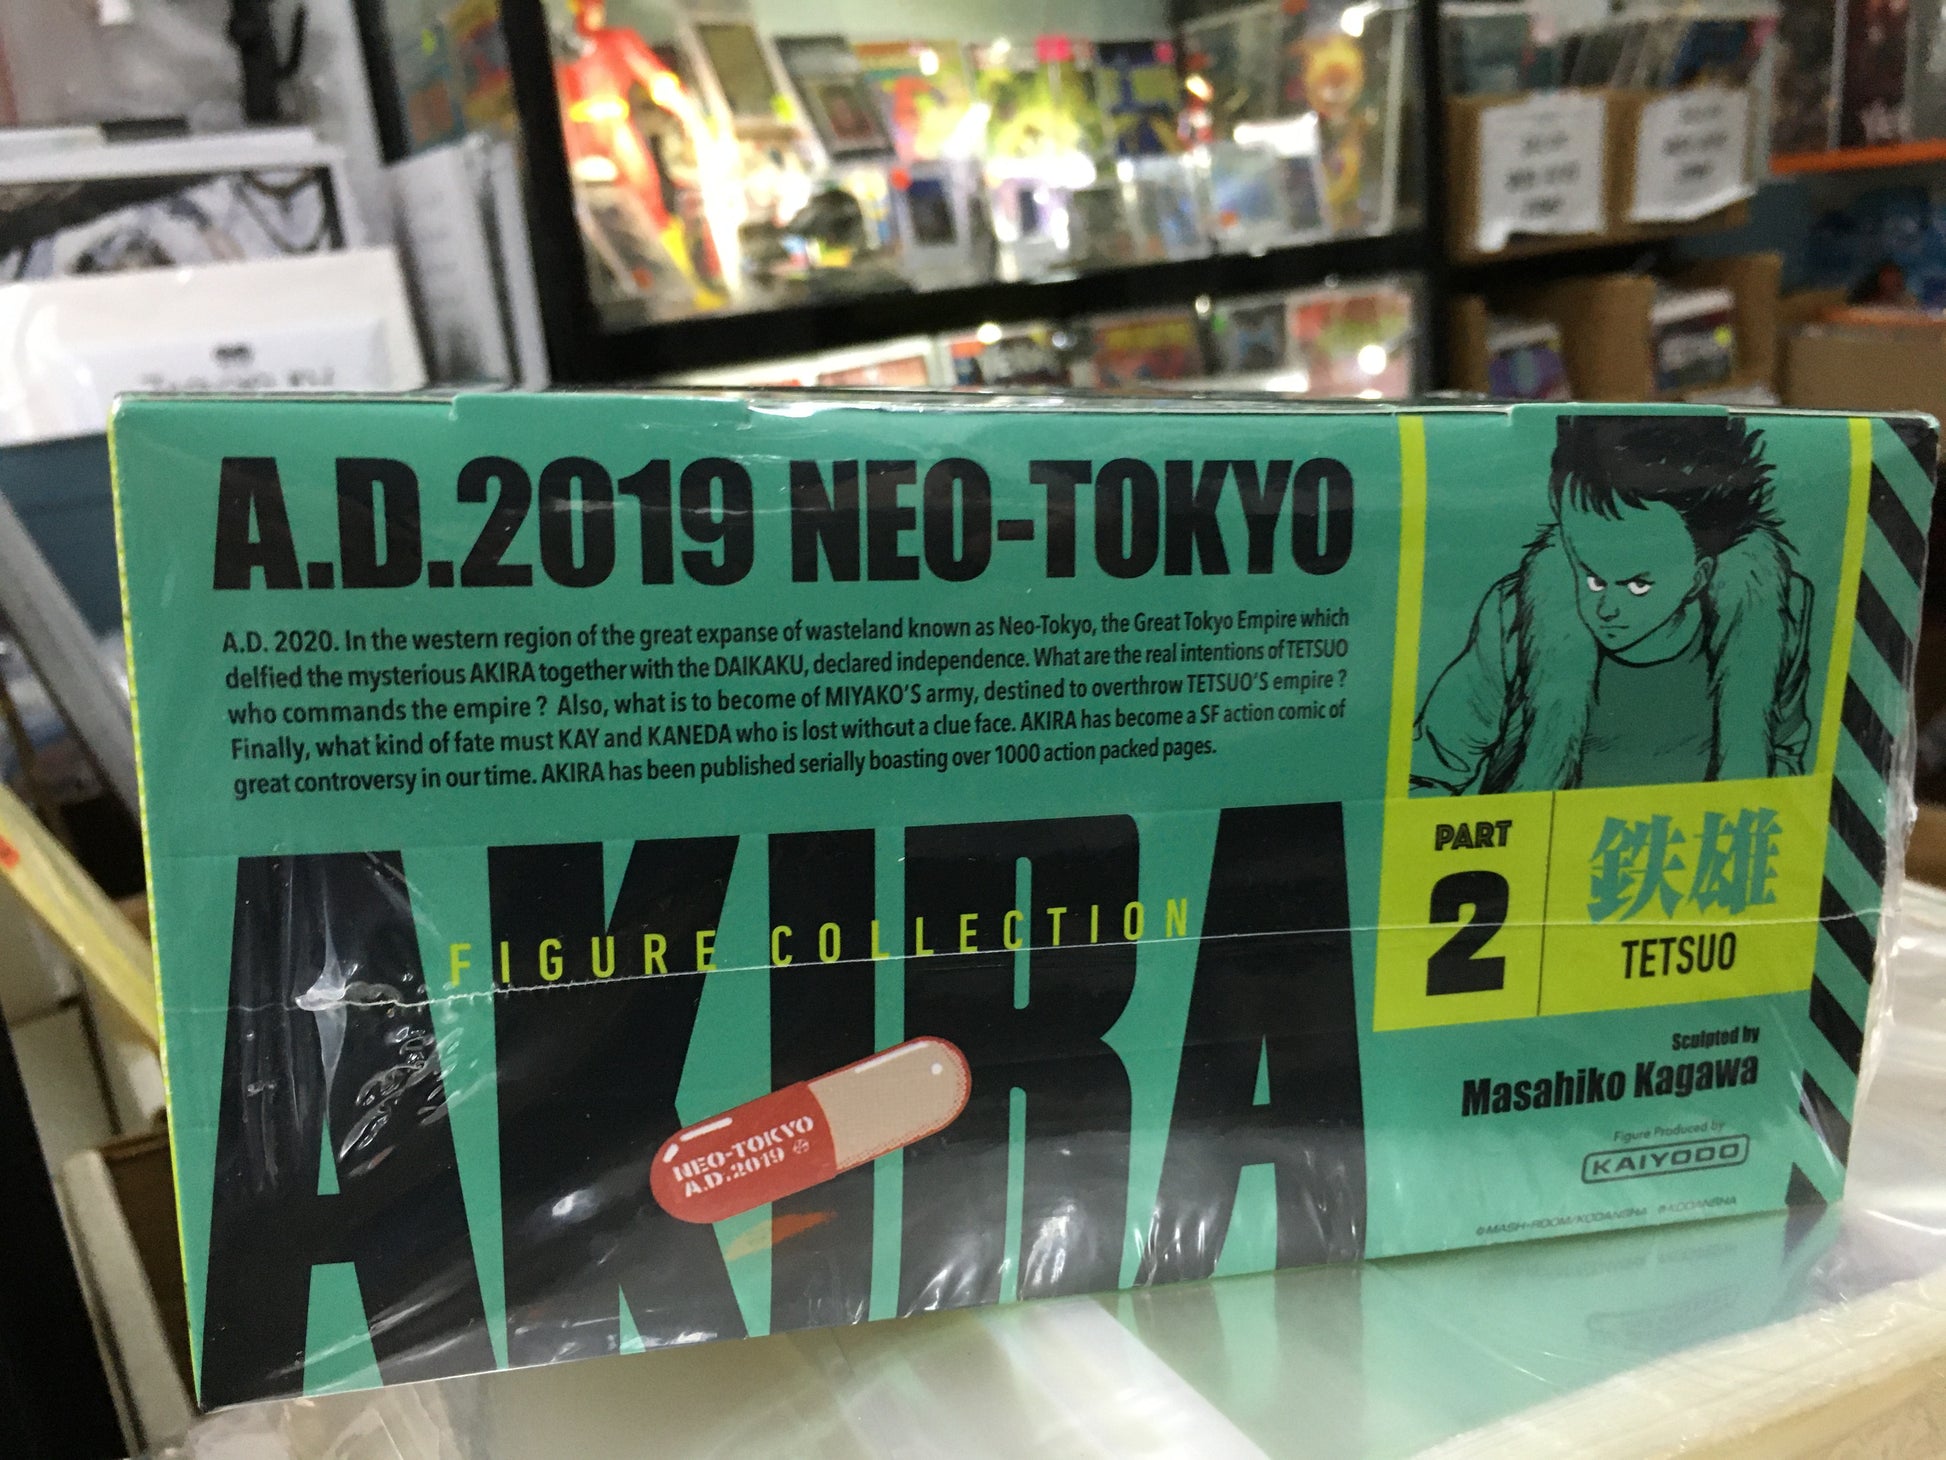 A.D.2019 NEO-TOKYO
A.D. 2020. In the western region of the great expanse of wasteland known as Neo-Tokyo, the Great Tokyo Empire which
delfied the mysterious AKIRA together with the DAIKAKU, declared independence. What are the real intentions of TETSUO
who commands the empire ? Also, what is to become of MIYAKO'S army, destined to overthrow TETSUO'S empire ?
Finally, what kind of fate must KAY and KANEDA who is lost without a clue face. AKIRA has become a SF action comic of
great controversy in our time. AKIRA has been published serially boasting over 1000 action packed pages.
AKIRA
FIGURE COLLECTION
NEO-TOKYO
A.D.2019
PART
2
鉄雄
TETSUO
Sculpted by
Masahiko Kagawa
Figure Produced by
KAIYODO
©MASH•ROOM/KODANSHA ©KODANSHA